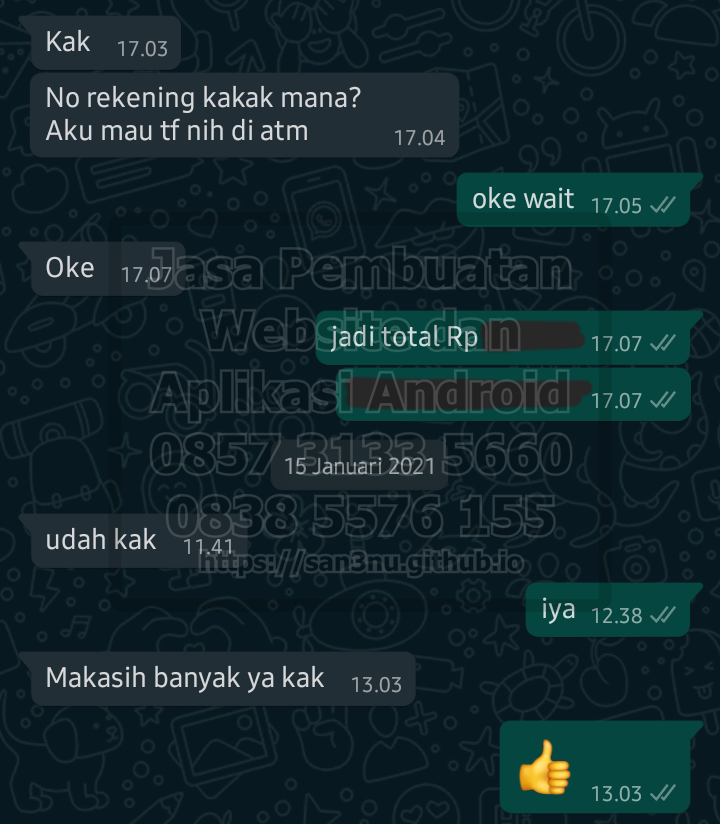 Kak 17.03
No rekening kakak mana?
Aku mau tf nih di atm 17.04
oke wait 17.05
Oke 17.07
Jasa Pembuatan
Website dan
jadi total Rp 17.07
Aplikasi Android
17.07
0857 3133 5660
15 Januari 2021
0838 5576 155
udah kak 11.41
https://san3nu.github.io
iya 12.38
Makasih banyak ya kak 13.03
13.03